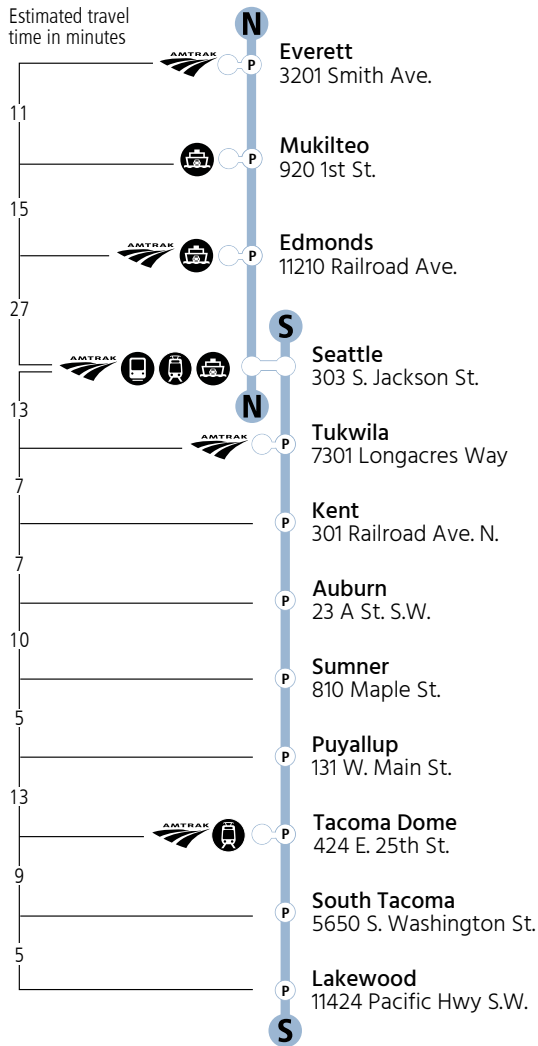 Estimated travel
time in minutes
N
AMTRAK
P
Everett
3201 Smith Ave.
11
P
Mukilteo
920 1st St.
15
AMTRAK
P
Edmonds
11210 Railroad Ave.
27
S
AMTRAK
Seattle
303 S. Jackson St.
N
13
AMTRAK
P
Tukwila
7301 Longacres Way
7
P
Kent
301 Railroad Ave. N.
7
P
Auburn
23 A St. S.W.
10
P
Sumner
810 Maple St.
5
P
Puyallup
131 W. Main St.
13
AMTRAK
P
Tacoma Dome
424 E. 25th St.
9
P
South Tacoma
5650 S. Washington St.
5
P
Lakewood
11424 Pacific Hwy S.W.
S